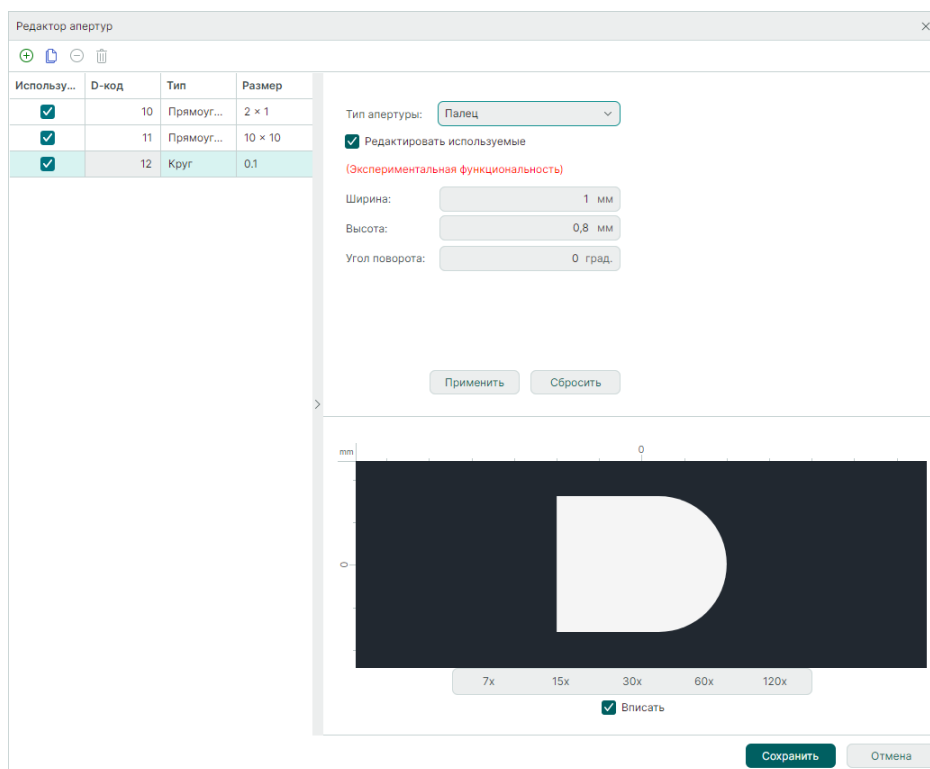 Редактор апертур
Использу... D-код Тип Размер
10 Прямоуг... 2 × 1
11 Прямоуг... 10 × 10
12 Круг 0.1
Тип апертуры: Палец
Редактировать используемые
(Экспериментальная функциональность)
Ширина: 1 мм
Высота: 0,8 мм
Угол поворота: 0 град.
Применить Сбросить
mm 0
0
7x 15x 30x 60x 120x
Вписать
Сохранить Отмена